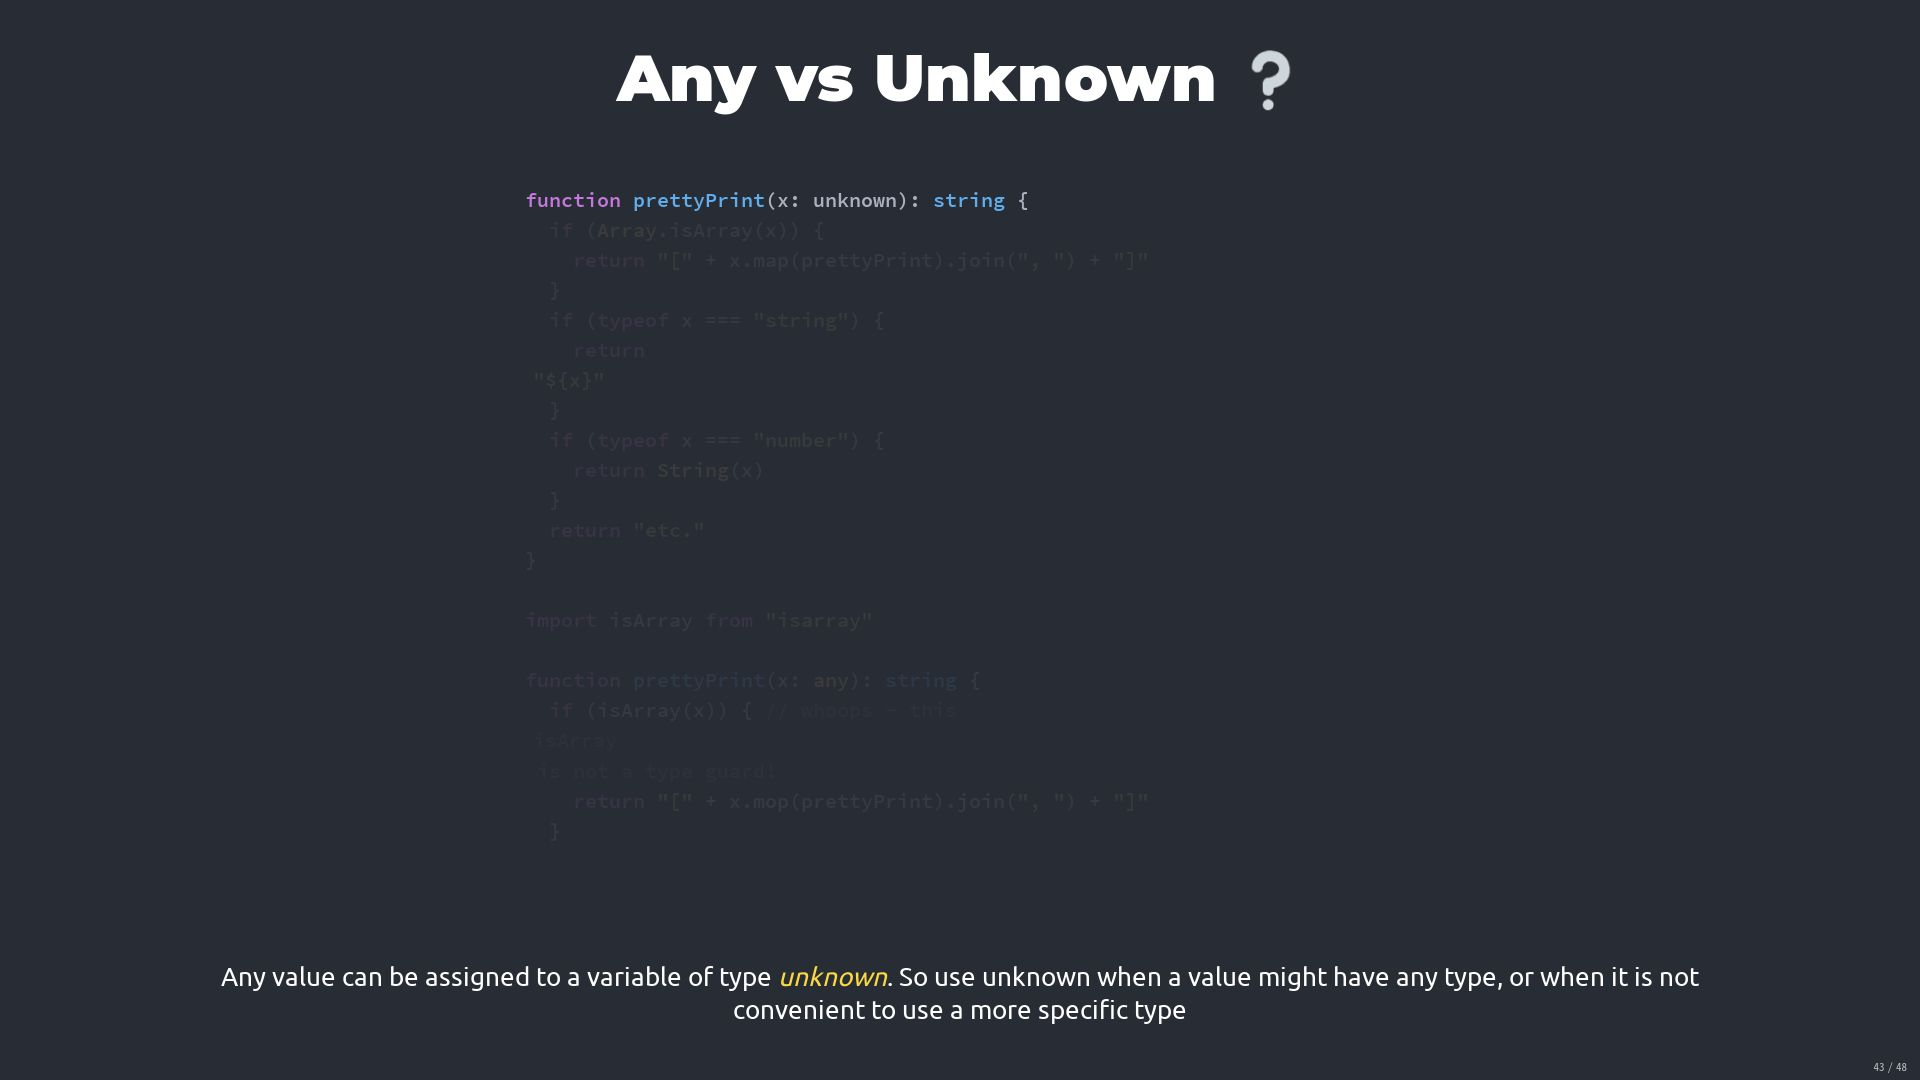 Any vs Unknown ❔
function prettyPrint(x: unknown): string {
if (Array.isArray(x)) {
return "[" + x.map(prettyPrint).join(", ") + "]"
}
if (typeof x === "string") {
return
"${x}"
}
if (typeof x === "number") {
return String(x)
}
return "etc."
}
import isArray from "isarray"
function prettyPrint(x: any): string {
if (isArray(x)) { // whoops - this
isArray
is not a type guard!
return "[" + x.mop(prettyPrint).join(", ") + "]"
}
Any value can be assigned to a variable of type unknown. So use unknown when a value might have any type, or when it is not
convenient to use a more specific type
43 / 48